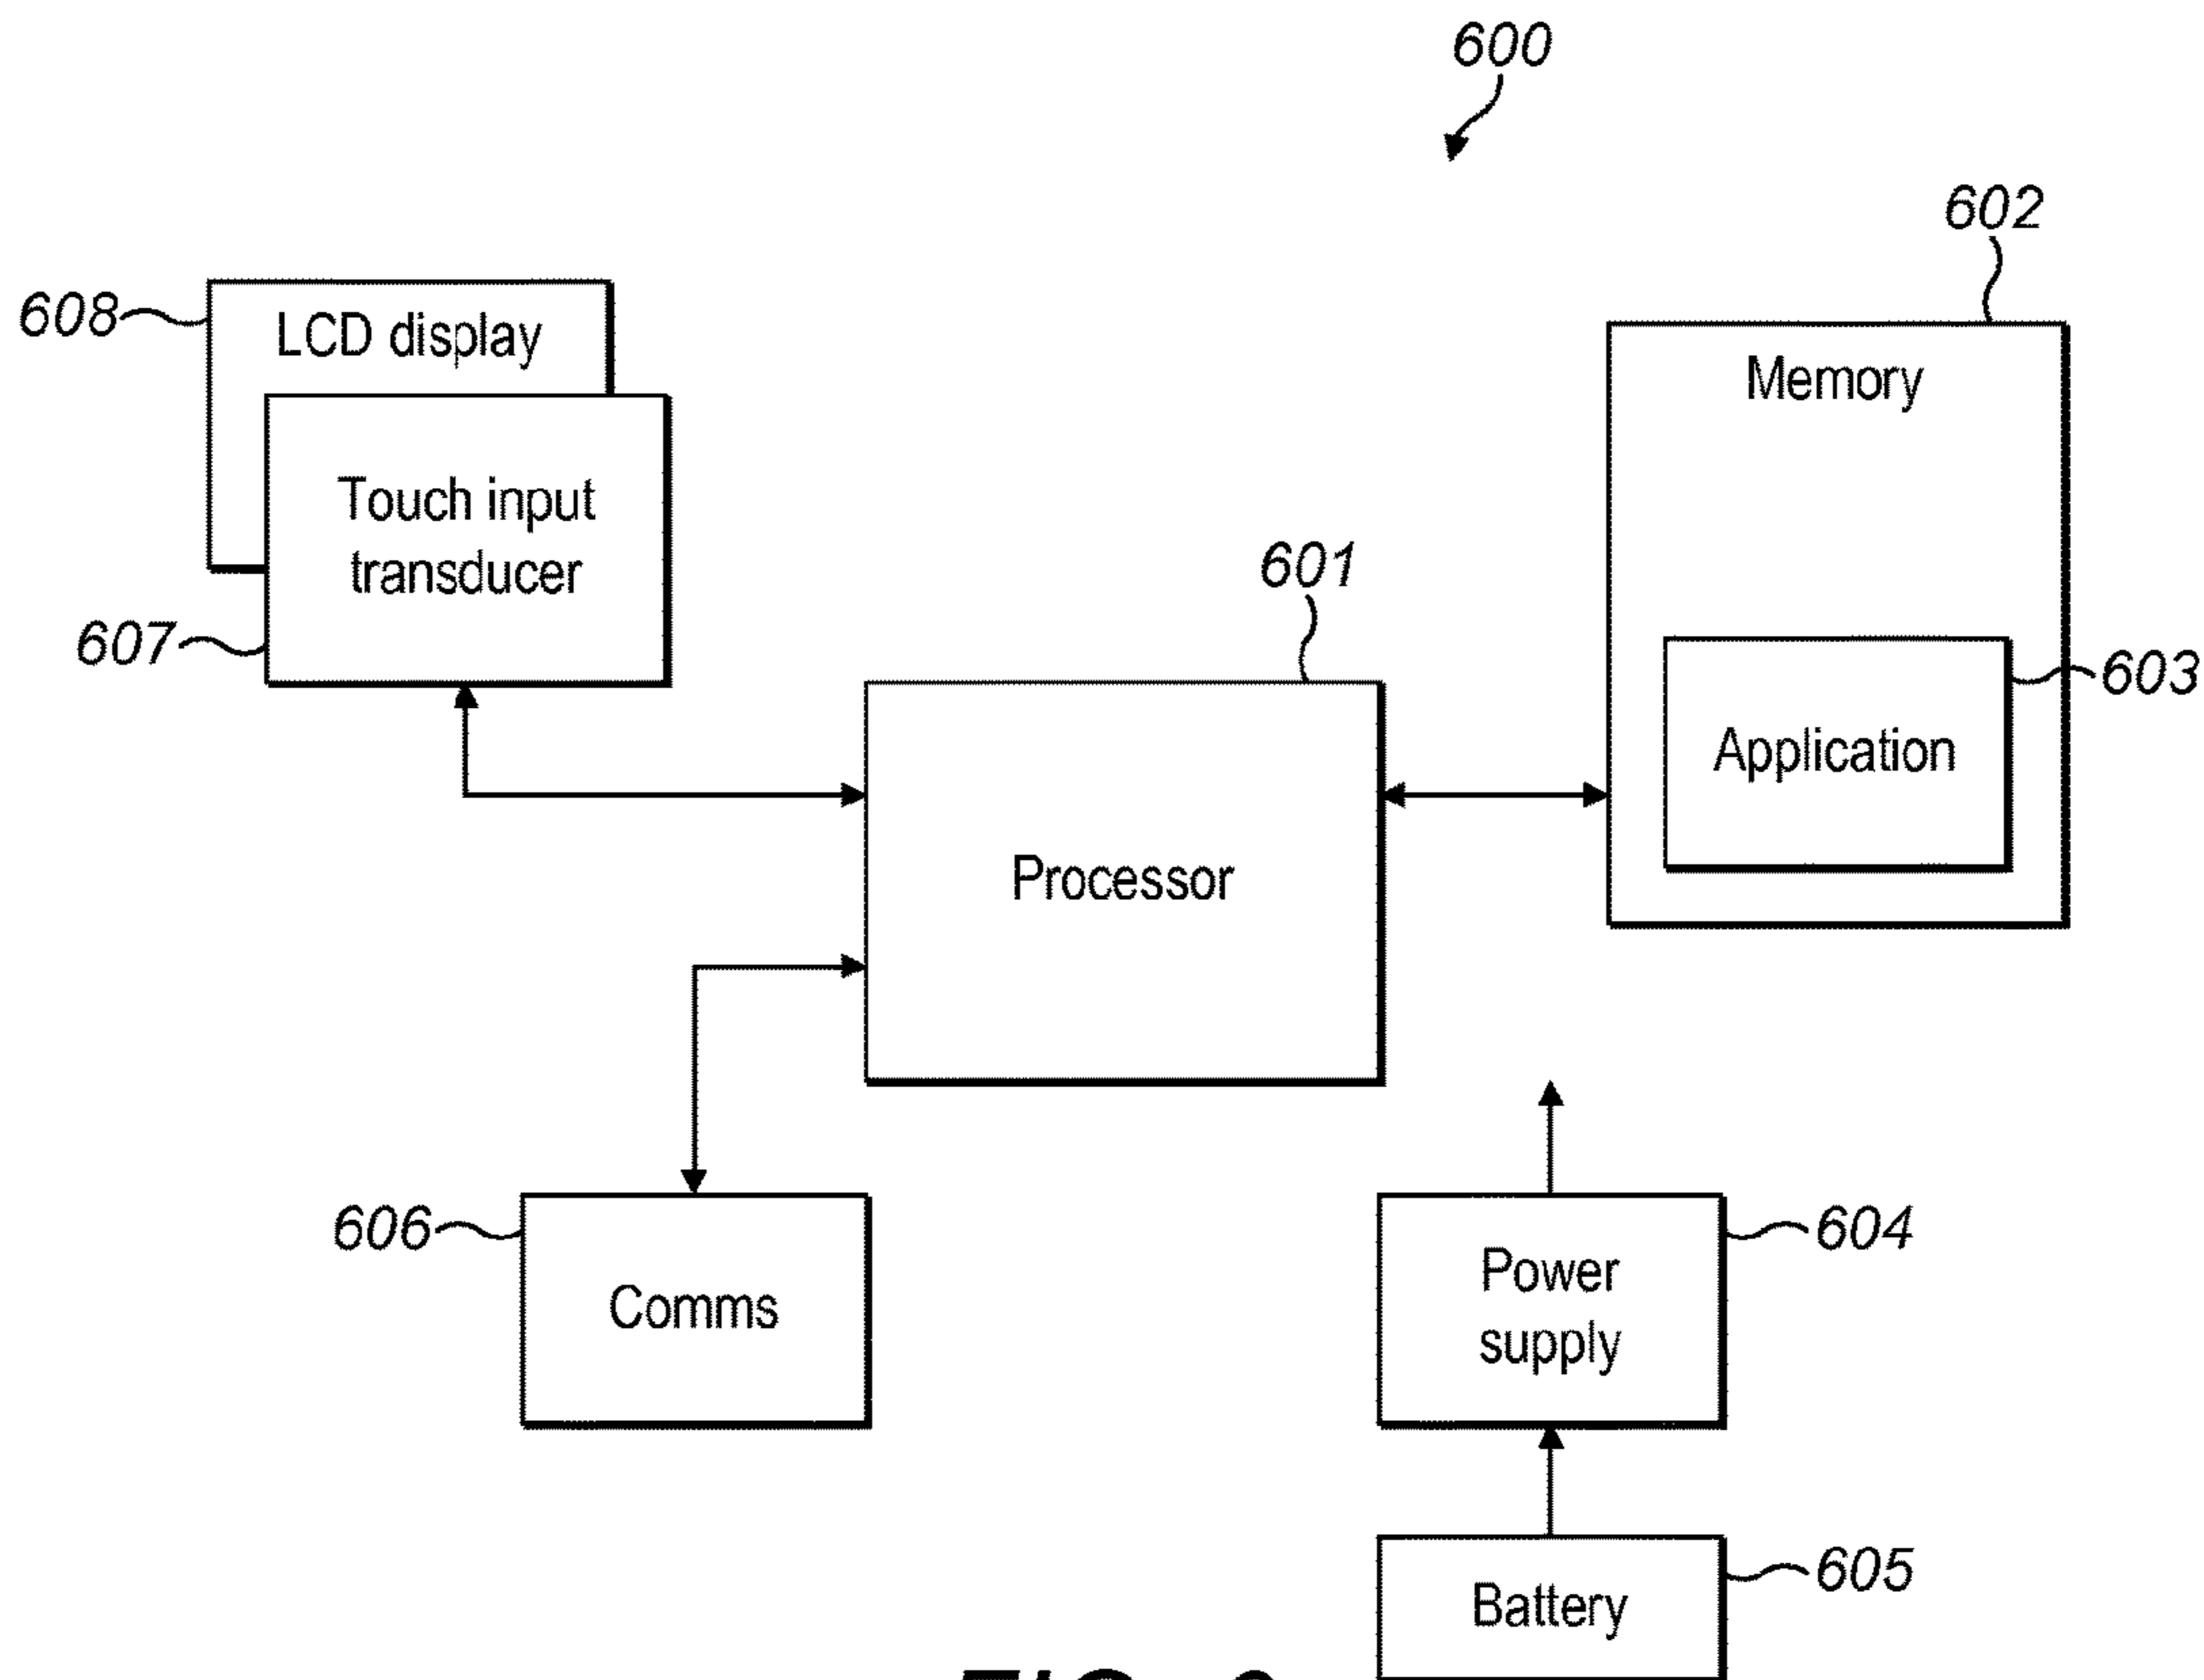 600
602
608
LCD display
Memory
Touch input
transducer
601
607
603
Application
Processor
606
604
Power
supply
Comms
605
Battery